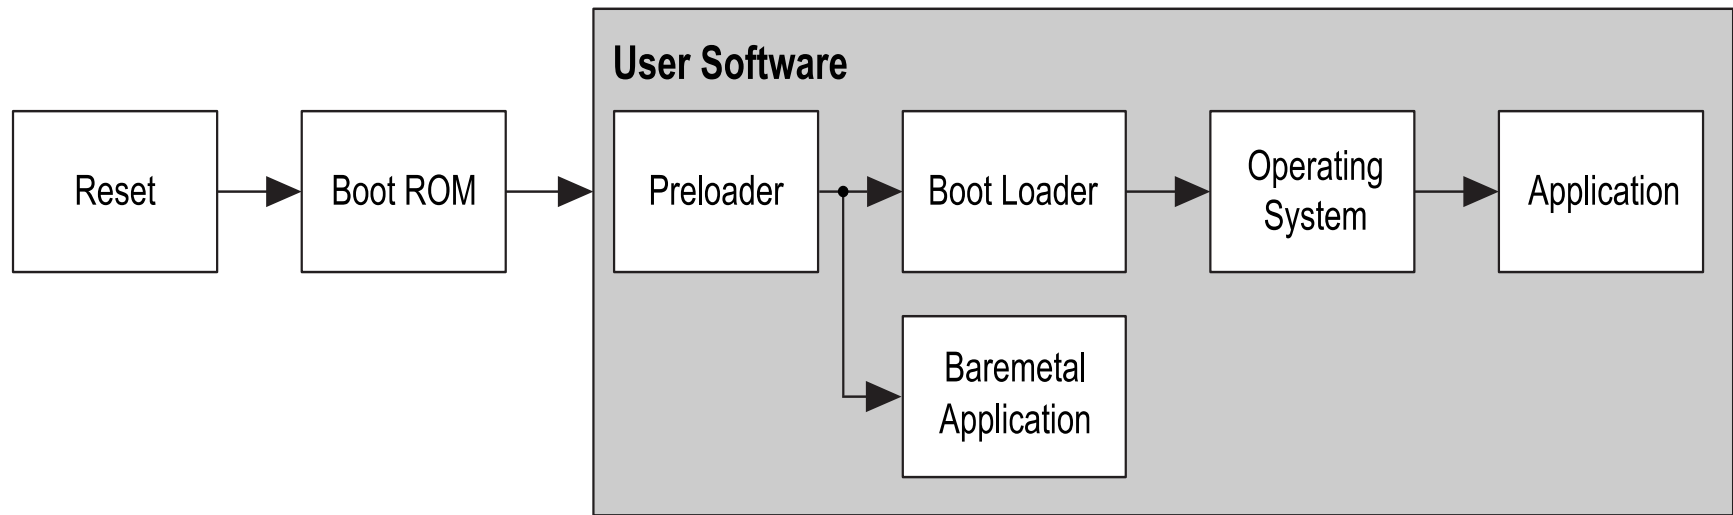 User Software
Reset
Boot ROM
Preloader
Boot Loader
Operating
System
Application
Baremetal
Application